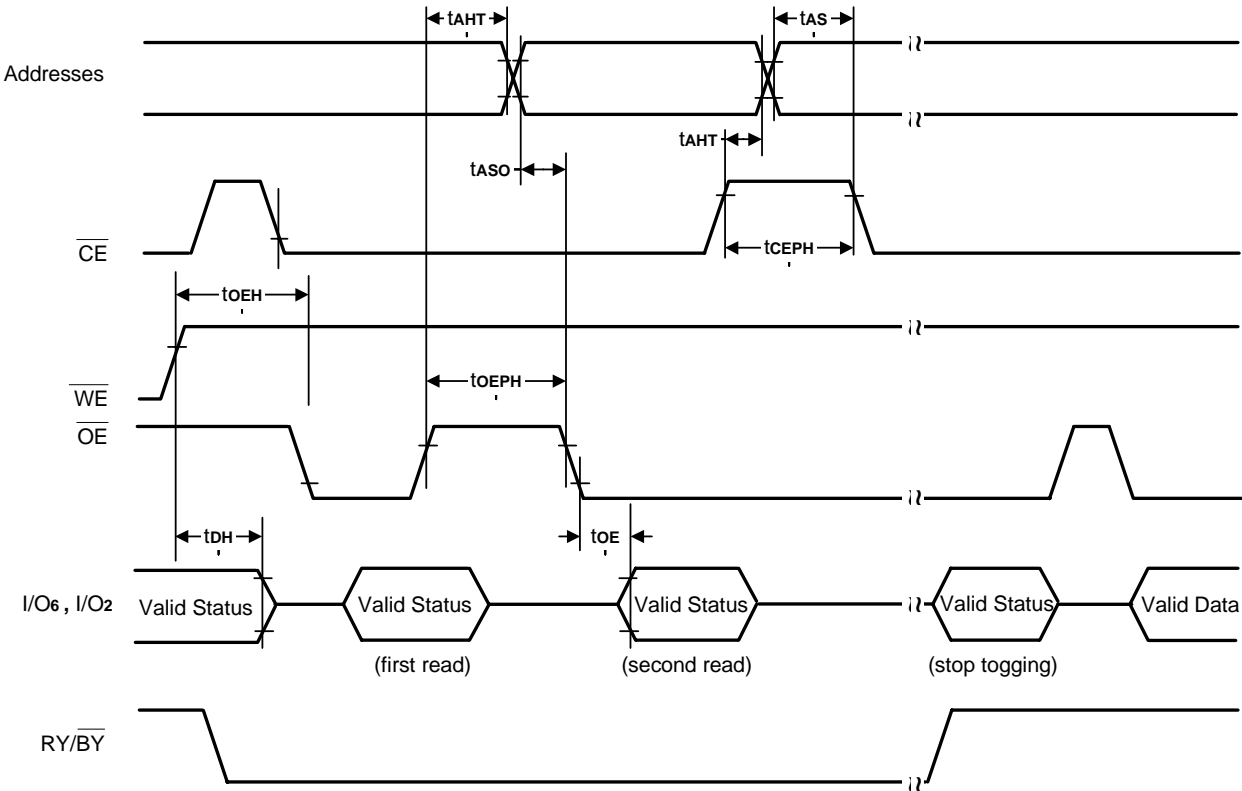 tAHT
tAS
Addresses
tAHT
tASO
CE
tCEPH
tOEH
WE
tOEPH
OE
tDH
tOE
I/O6 , I/O2
Valid Status
Valid Status
Valid Status
Valid Status
Valid Data
(first read)
(second read)
(stop togging)
RY/BY